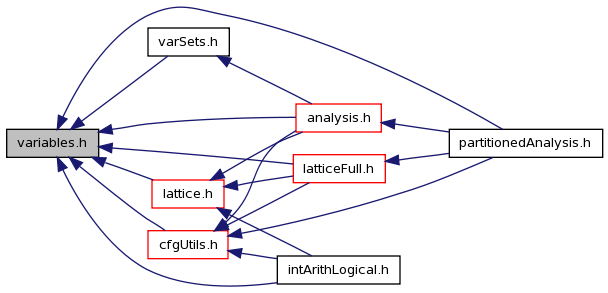 varSets.h
analysis.h
variables.h
partitionedAnalysis.h
latticeFull.h
lattice.h
cfgUtils.h
intArithLogical.h